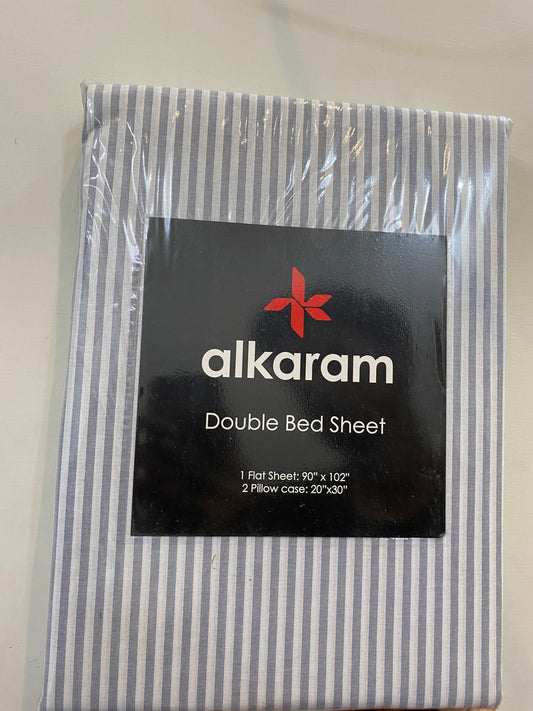 alkaram
Double Bed Sheet
1 Flat Sheet: 90" x 102"
2 Pillow case: 20"x30"